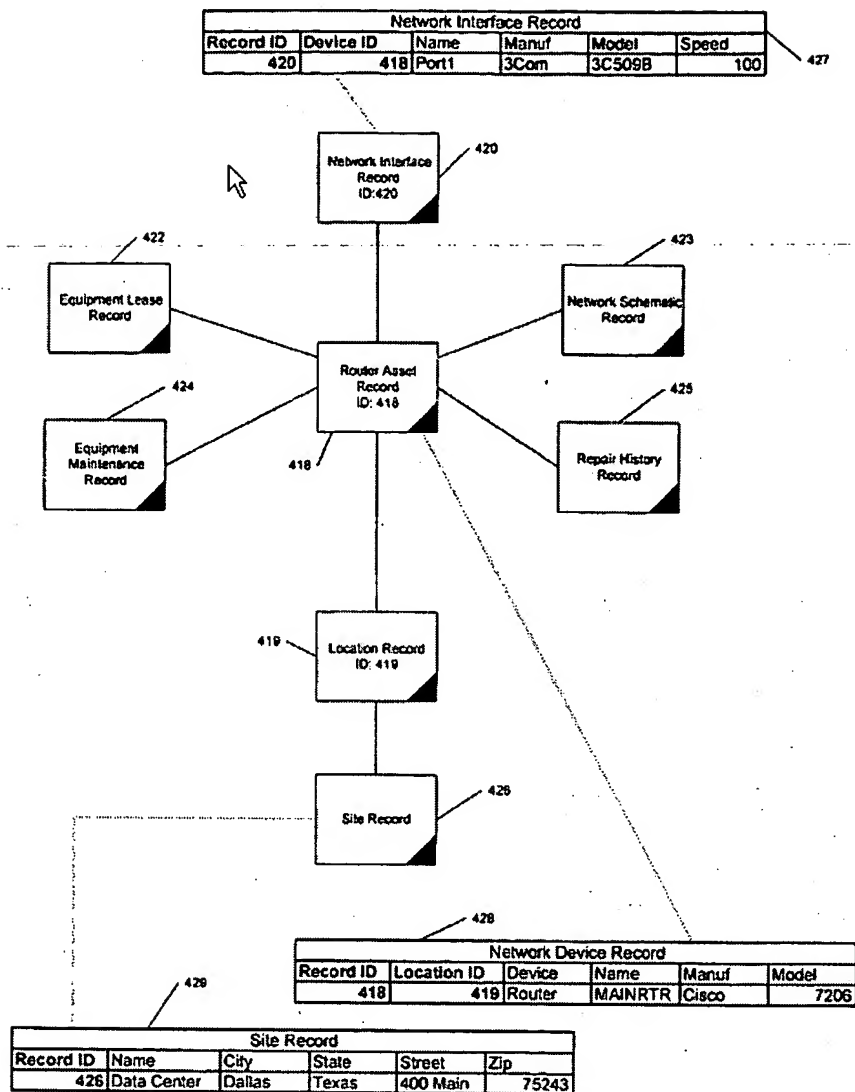 Network Interface Record
Record ID Device ID Name Manuf Model Speed
420 418 Port1 3Com 3C509B 100
427
Network Interface
Record
ID:420
420
422
Equipment Lease
Record
423
Network Schematic
Record
Router Asset
Record
ID: 418
418
424
Equipment
Maintenance
Record
425
Repair History
Record
419
Location Record
ID: 419
Site Record
426
428
Network Device Record
Record ID Location ID Device Name Manuf Model
418 419 Router MAINRTR Cisco 7206
429
Site Record
Record ID Name City State Street Zip
426 Data Center Dallas Texas 400 Main 75243